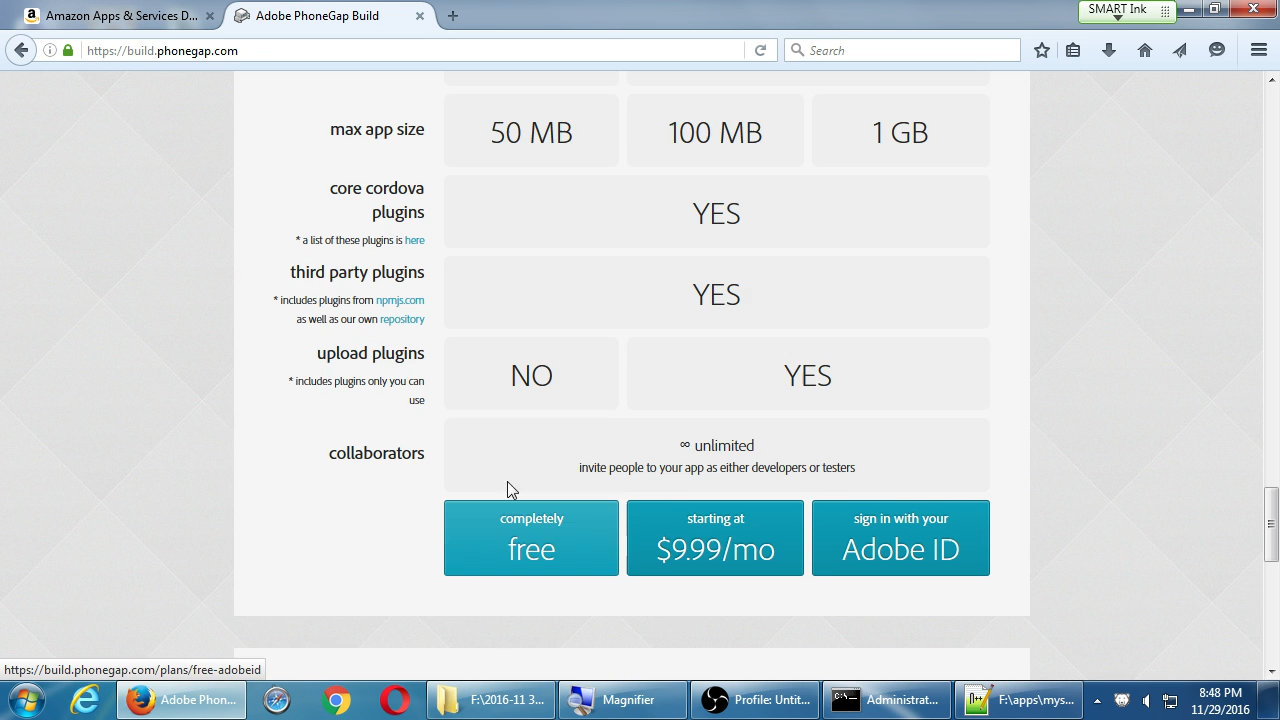 SMART Ink
Amazon Apps & Services D...
Adobe PhoneGap Build
https://build.phonegap.com
Search
max app size
50 MB
100 MB
1 GB
core cordova
plugins
YES
* a list of these plugins is here
third party plugins
YES
* includes plugins from npmjs.com
as well as our own repository
upload plugins
NO
YES
* includes plugins only you can
use
collaborators
∞ unlimited
invite people to your app as either developers or testers
completely
free
starting at
$9.99/mo
sign in with your
Adobe ID
https://build.phonegap.com/plans/free-adobeid
Adobe Phon...
F:\2016-11 3...
Magnifier
Profile: Untit...
Administrat...
F:\apps\mys...
8:48 PM
11/29/2016